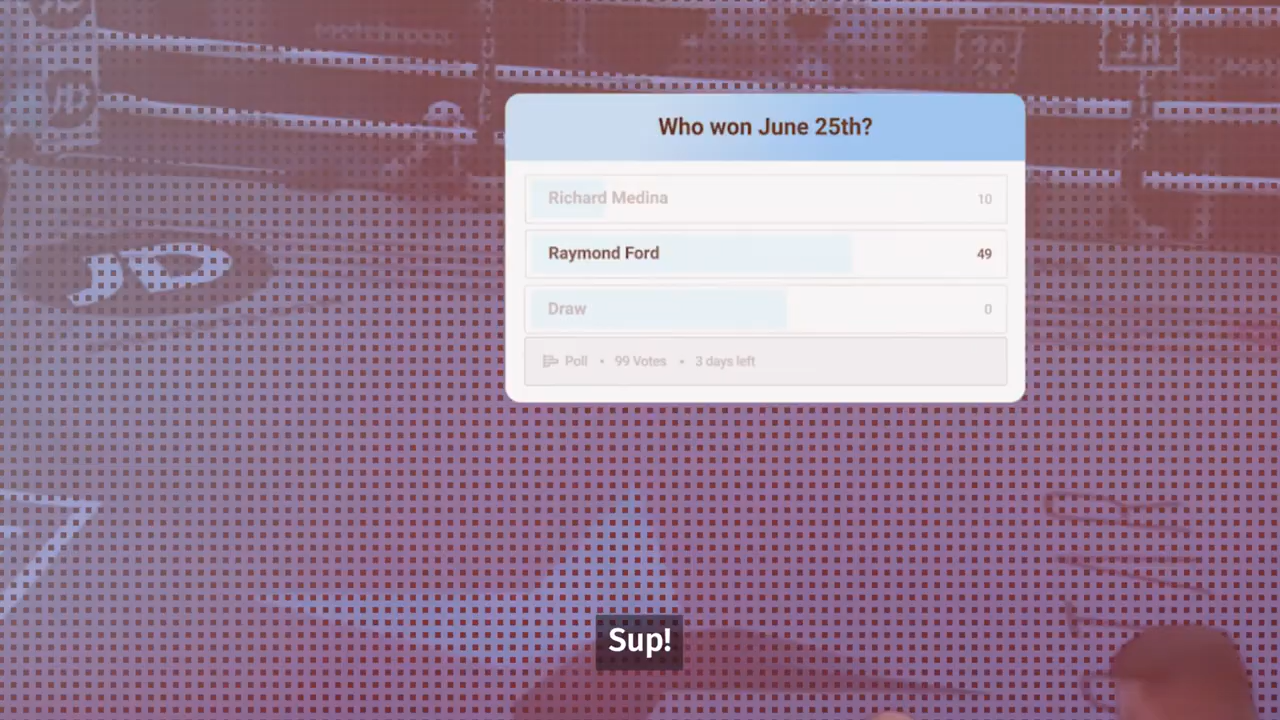 JD
Who won June 25th?
Richard Medina 10
Raymond Ford 49
Draw 0
Poll • 99 Votes • 3 days left
Sup!